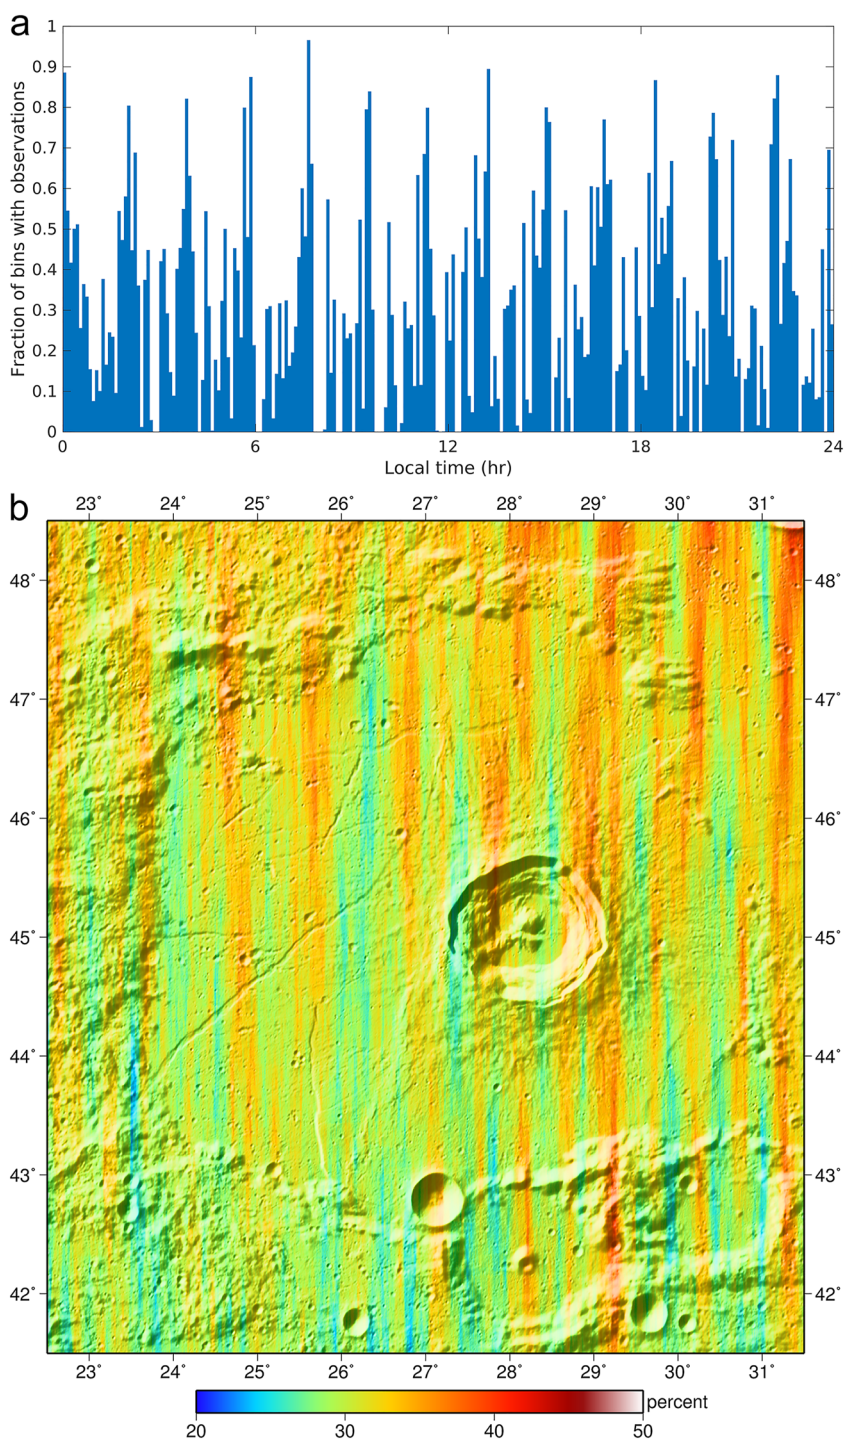 a
1
0.9
0.8
0.7
0.6
0.5
0.4
0.3
0.2
0.1
0
Fraction of bins with observations
0 6 12 18 24
Local time (hr)
b
23° 24° 25° 26° 27° 28° 29° 30° 31°
48° 48°
47° 47°
46° 46°
45° 45°
44° 44°
43° 43°
42° 42°
23° 24° 25° 26° 27° 28° 29° 30° 31°
percent
20 30 40 50